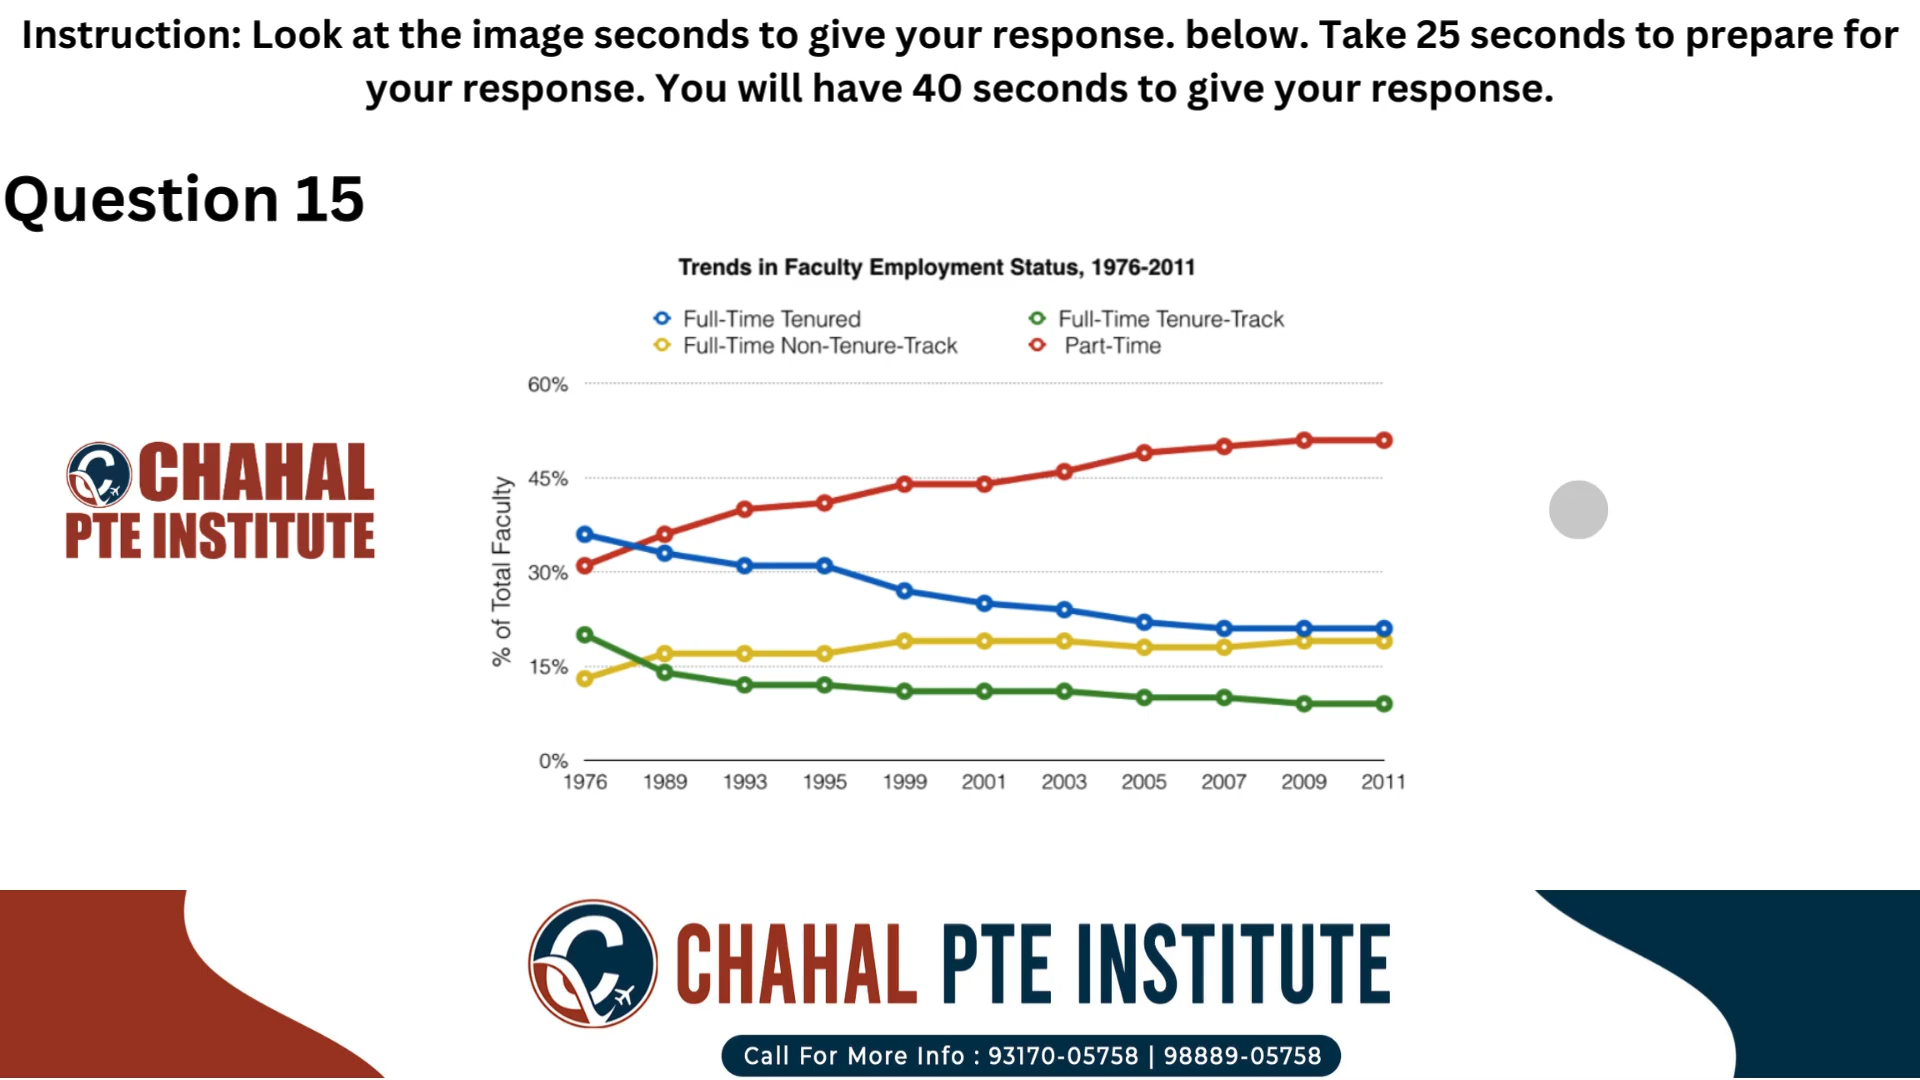 Instruction: Look at the image seconds to give your response. below. Take 25 seconds to prepare for
your response. You will have 40 seconds to give your response.
Question 15
Trends in Faculty Employment Status, 1976-2011
Full-Time Tenured
Full-Time Tenure-Track
Full-Time Non-Tenure-Track
Part-Time
% of Total Faculty
60%
45%
30%
15%
0%
1976 1989 1993 1995 1999 2001 2003 2005 2007 2009 2011
CHAHAL
PTE INSTITUTE
CHAHAL PTE INSTITUTE
Call For More Info : 93170-05758 | 98889-05758